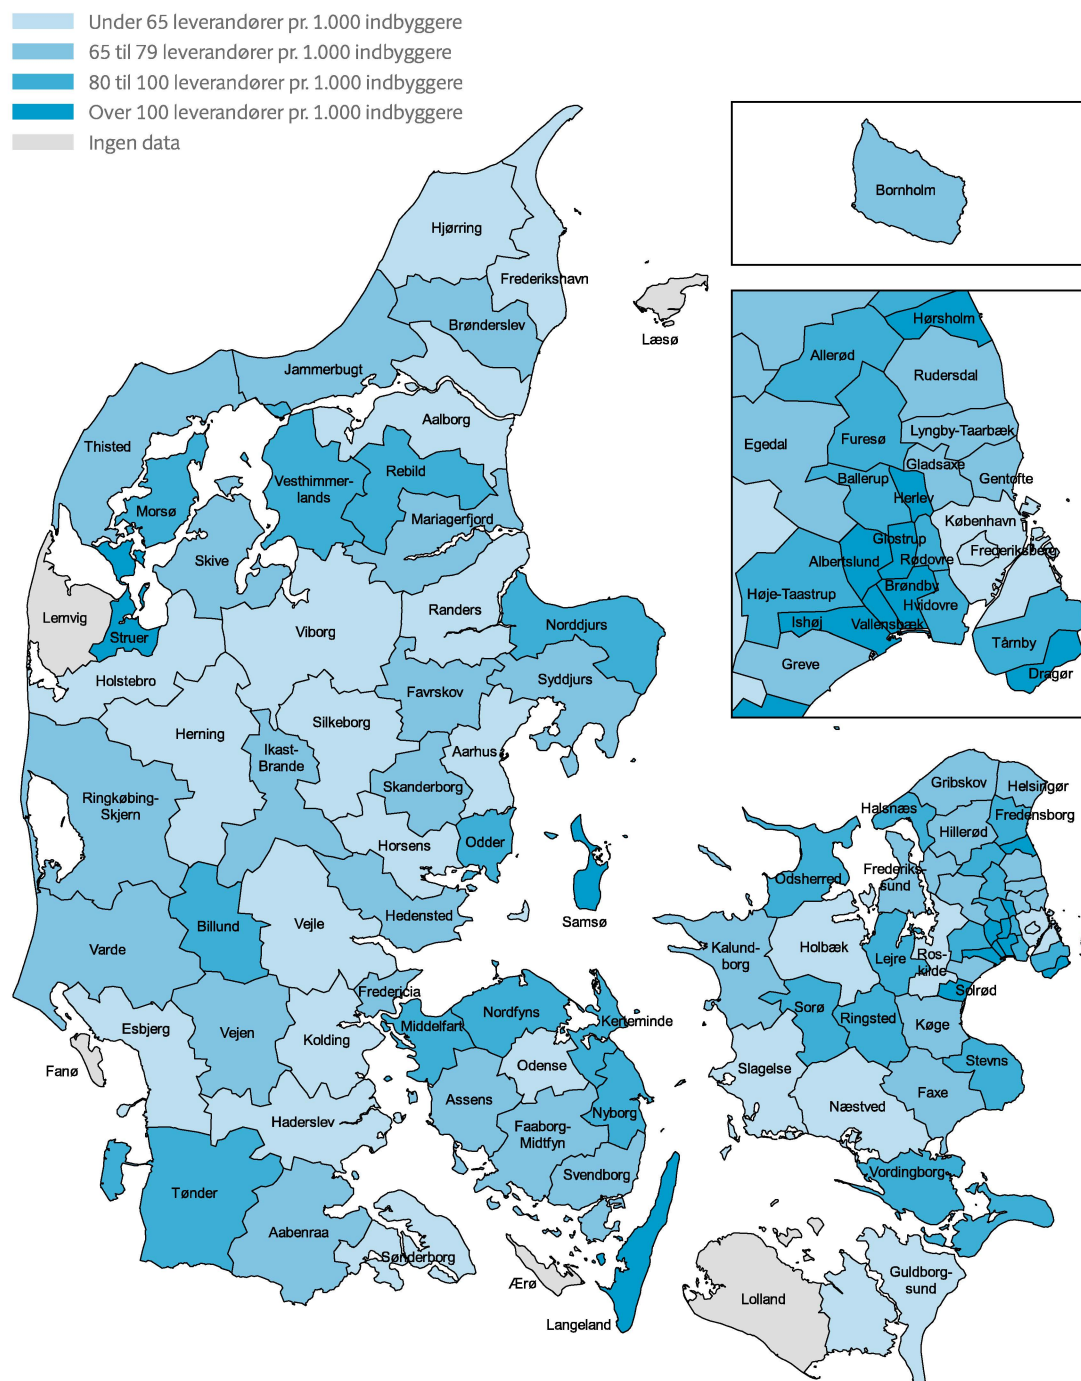 Under 65 leverandører pr. 1.000 indbyggere
65 til 79 leverandører pr. 1.000 indbyggere
80 til 100 leverandører pr. 1.000 indbyggere
Over 100 leverandører pr. 1.000 indbyggere
Ingen data
Bornholm
Hjørring
Frederikshavn
Læsø
Brønderslev
Jammerbugt
Aalborg
Thisted
Rebild
Vesthimmer-
lands
Morsø
Mariagerfjord
Skive
Lemvig
Struer
Viborg
Randers
Norddjurs
Holstebro
Favrskov
Syddjurs
Herning
Silkeborg
Ikast-
Brande
Aarhus
Skanderborg
Ringkøbing-
Skjern
Horsens
Odder
Samsø
Billund
Vejle
Hedensted
Varde
Fredericia
Esbjerg
Vejen
Kolding
Fanø
Haderslev
Tønder
Aabenraa
Sønderborg
Middelfart
Nordfyns
Kerteminde
Odense
Assens
Nyborg
Faaborg-
Midtfyn
Svendborg
Ærø
Langeland
Hørsholm
Allerød
Rudersdal
Egedal
Furesø
Lyngby-Taarbæk
Gladsaxe
Gentofte
Ballerup
Herlev
København
Glostrup
Frederiksberg
Rødovre
Albertslund
Brøndby
Høje-Taastrup
Hvidovre
Ishøj
Vallensbæk
Tårnby
Greve
Dragør
Gribskov
Helsingør
Halsnæs
Fredensborg
Hillerød
Odsherred
Frederiks-
sund
Kalund-
borg
Holbæk
Lejre
Ros-
kilde
Solrød
Sorø
Ringsted
Køge
Slagelse
Stevns
Næstved
Faxe
Vordingborg
Lolland
Guldborg-
sund